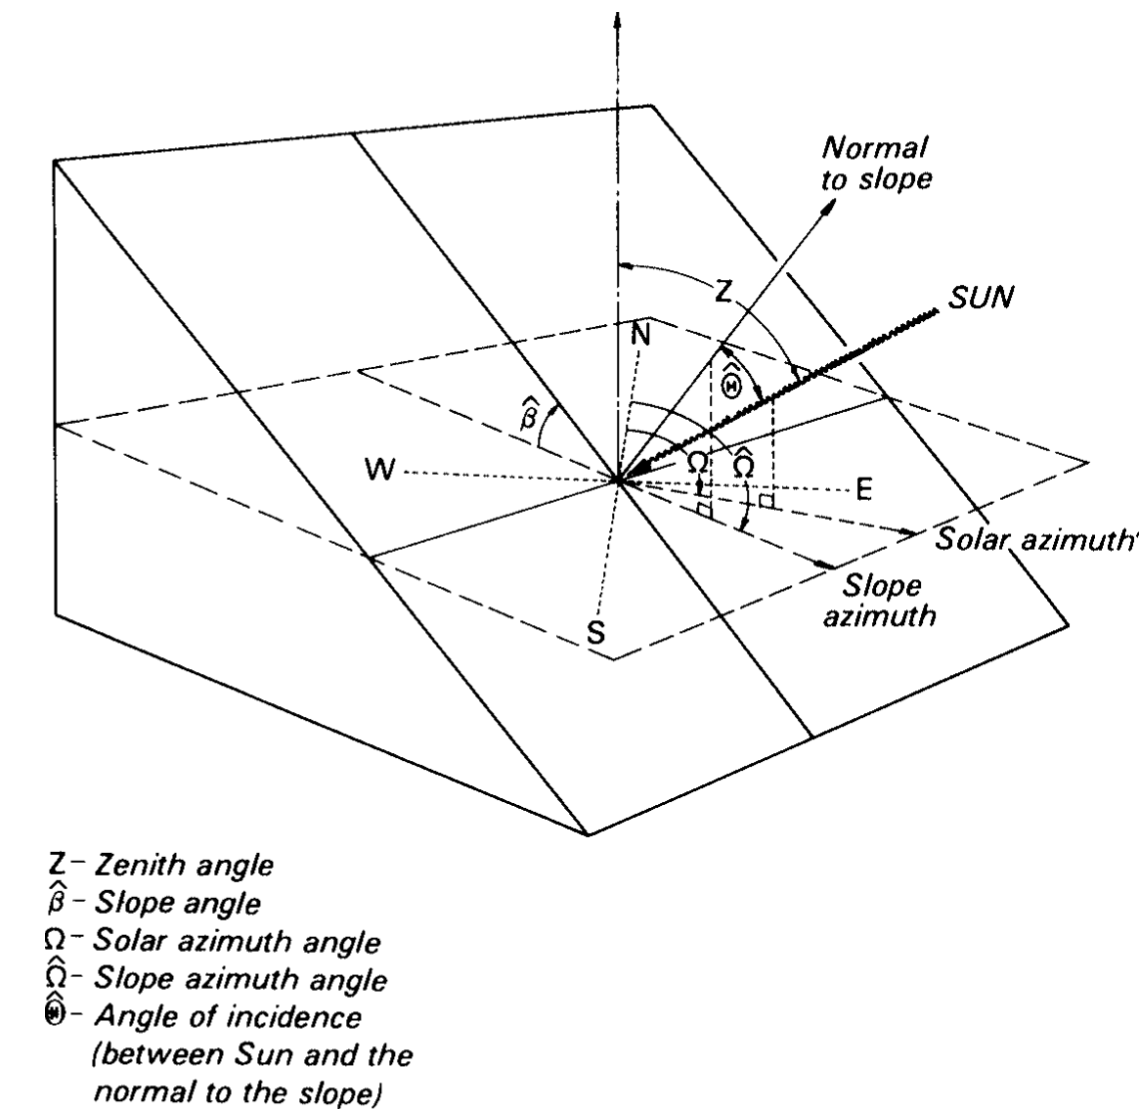 Normal
to slope
Z
SUN
N
Θ̂
β̂
W
Ω
Ω̂
E
Solar azimuth
Slope
azimuth
S
Z - Zenith angle
β̂ - Slope angle
Ω - Solar azimuth angle
Ω̂ - Slope azimuth angle
Θ̂ - Angle of incidence
(between Sun and the
normal to the slope)